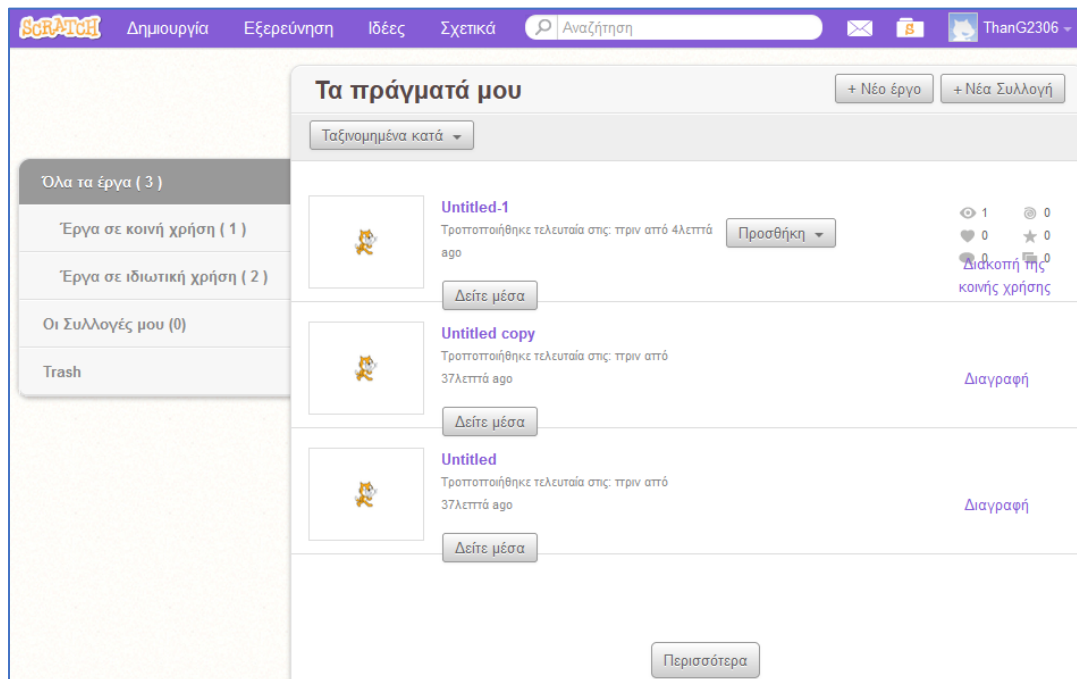 SCRATCH Δημιουργία Εξερεύνηση Ιδέες Σχετικά Αναζήτηση S ThanG2306
Τα πράγματά μου + Νέο έργο + Νέα Συλλογή
Ταξινομημένα κατά
Όλα τα έργα ( 3 )
Έργα σε κοινή χρήση ( 1 )
Έργα σε ιδιωτική χρήση ( 2 )
Οι Συλλογές μου (0)
Trash
Untitled-1
Τροποποιήθηκε τελευταία στις: πριν από 4λεπτά
ago
Προσθήκη
Δείτε μέσα
1 0
0 0
0 0
Διακοπή της
κοινής χρήσης
Untitled copy
Τροποποιήθηκε τελευταία στις: πριν από
37λεπτά ago
Δείτε μέσα
Διαγραφή
Untitled
Τροποποιήθηκε τελευταία στις: πριν από
37λεπτά ago
Δείτε μέσα
Διαγραφή
Περισσότερα